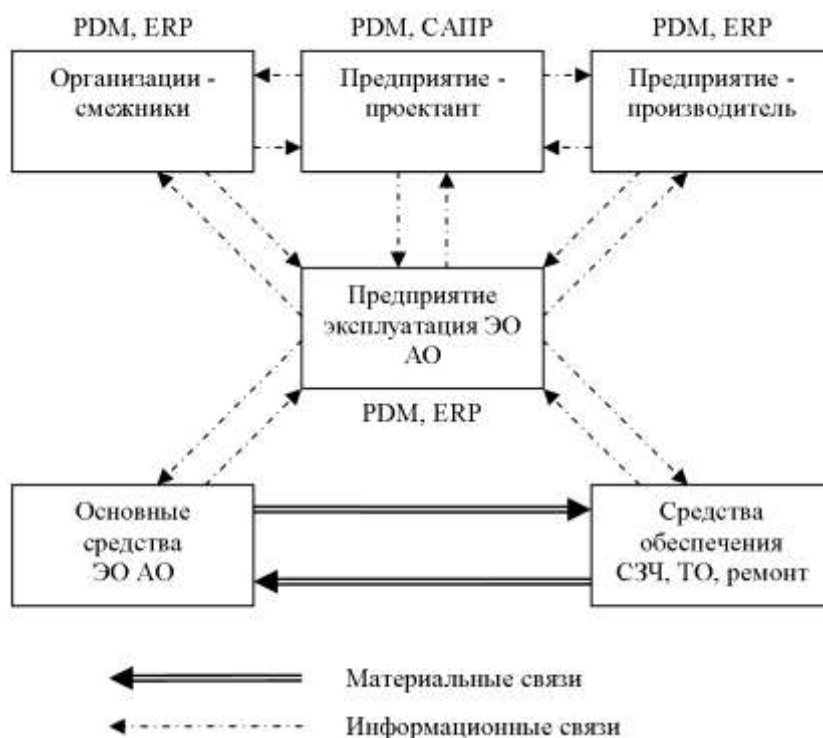 PDM, ERP
PDM, САПР
PDM, ERP
Организации -
смежники
Предприятие -
проектант
Предприятие -
производитель
Предприятие
эксплуатация ЭО
АО
PDM, ERP
Основные
средства
ЭО АО
Средства
обеспечения
СЗЧ, ТО, ремонт
Материальные связи
Информационные связи